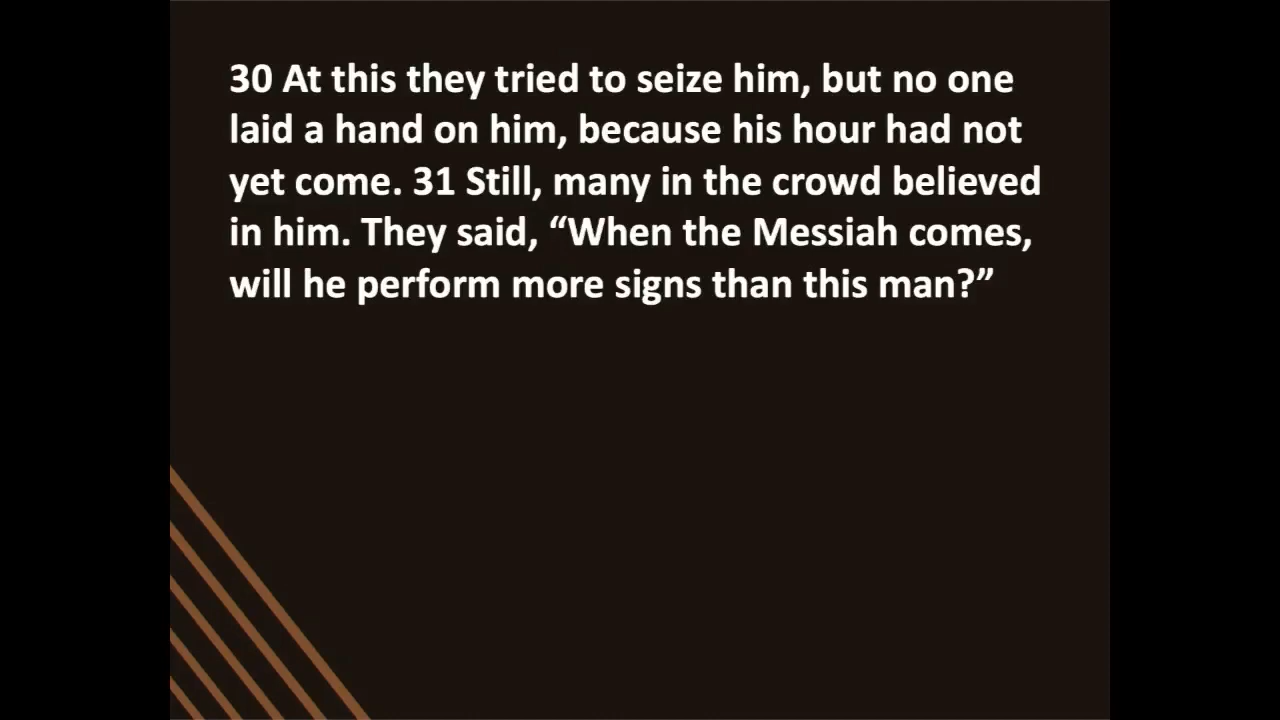 30 At this they tried to seize him, but no one
laid a hand on him, because his hour had not
yet come. 31 Still, many in the crowd believed
in him. They said, “When the Messiah comes,
will he perform more signs than this man?”